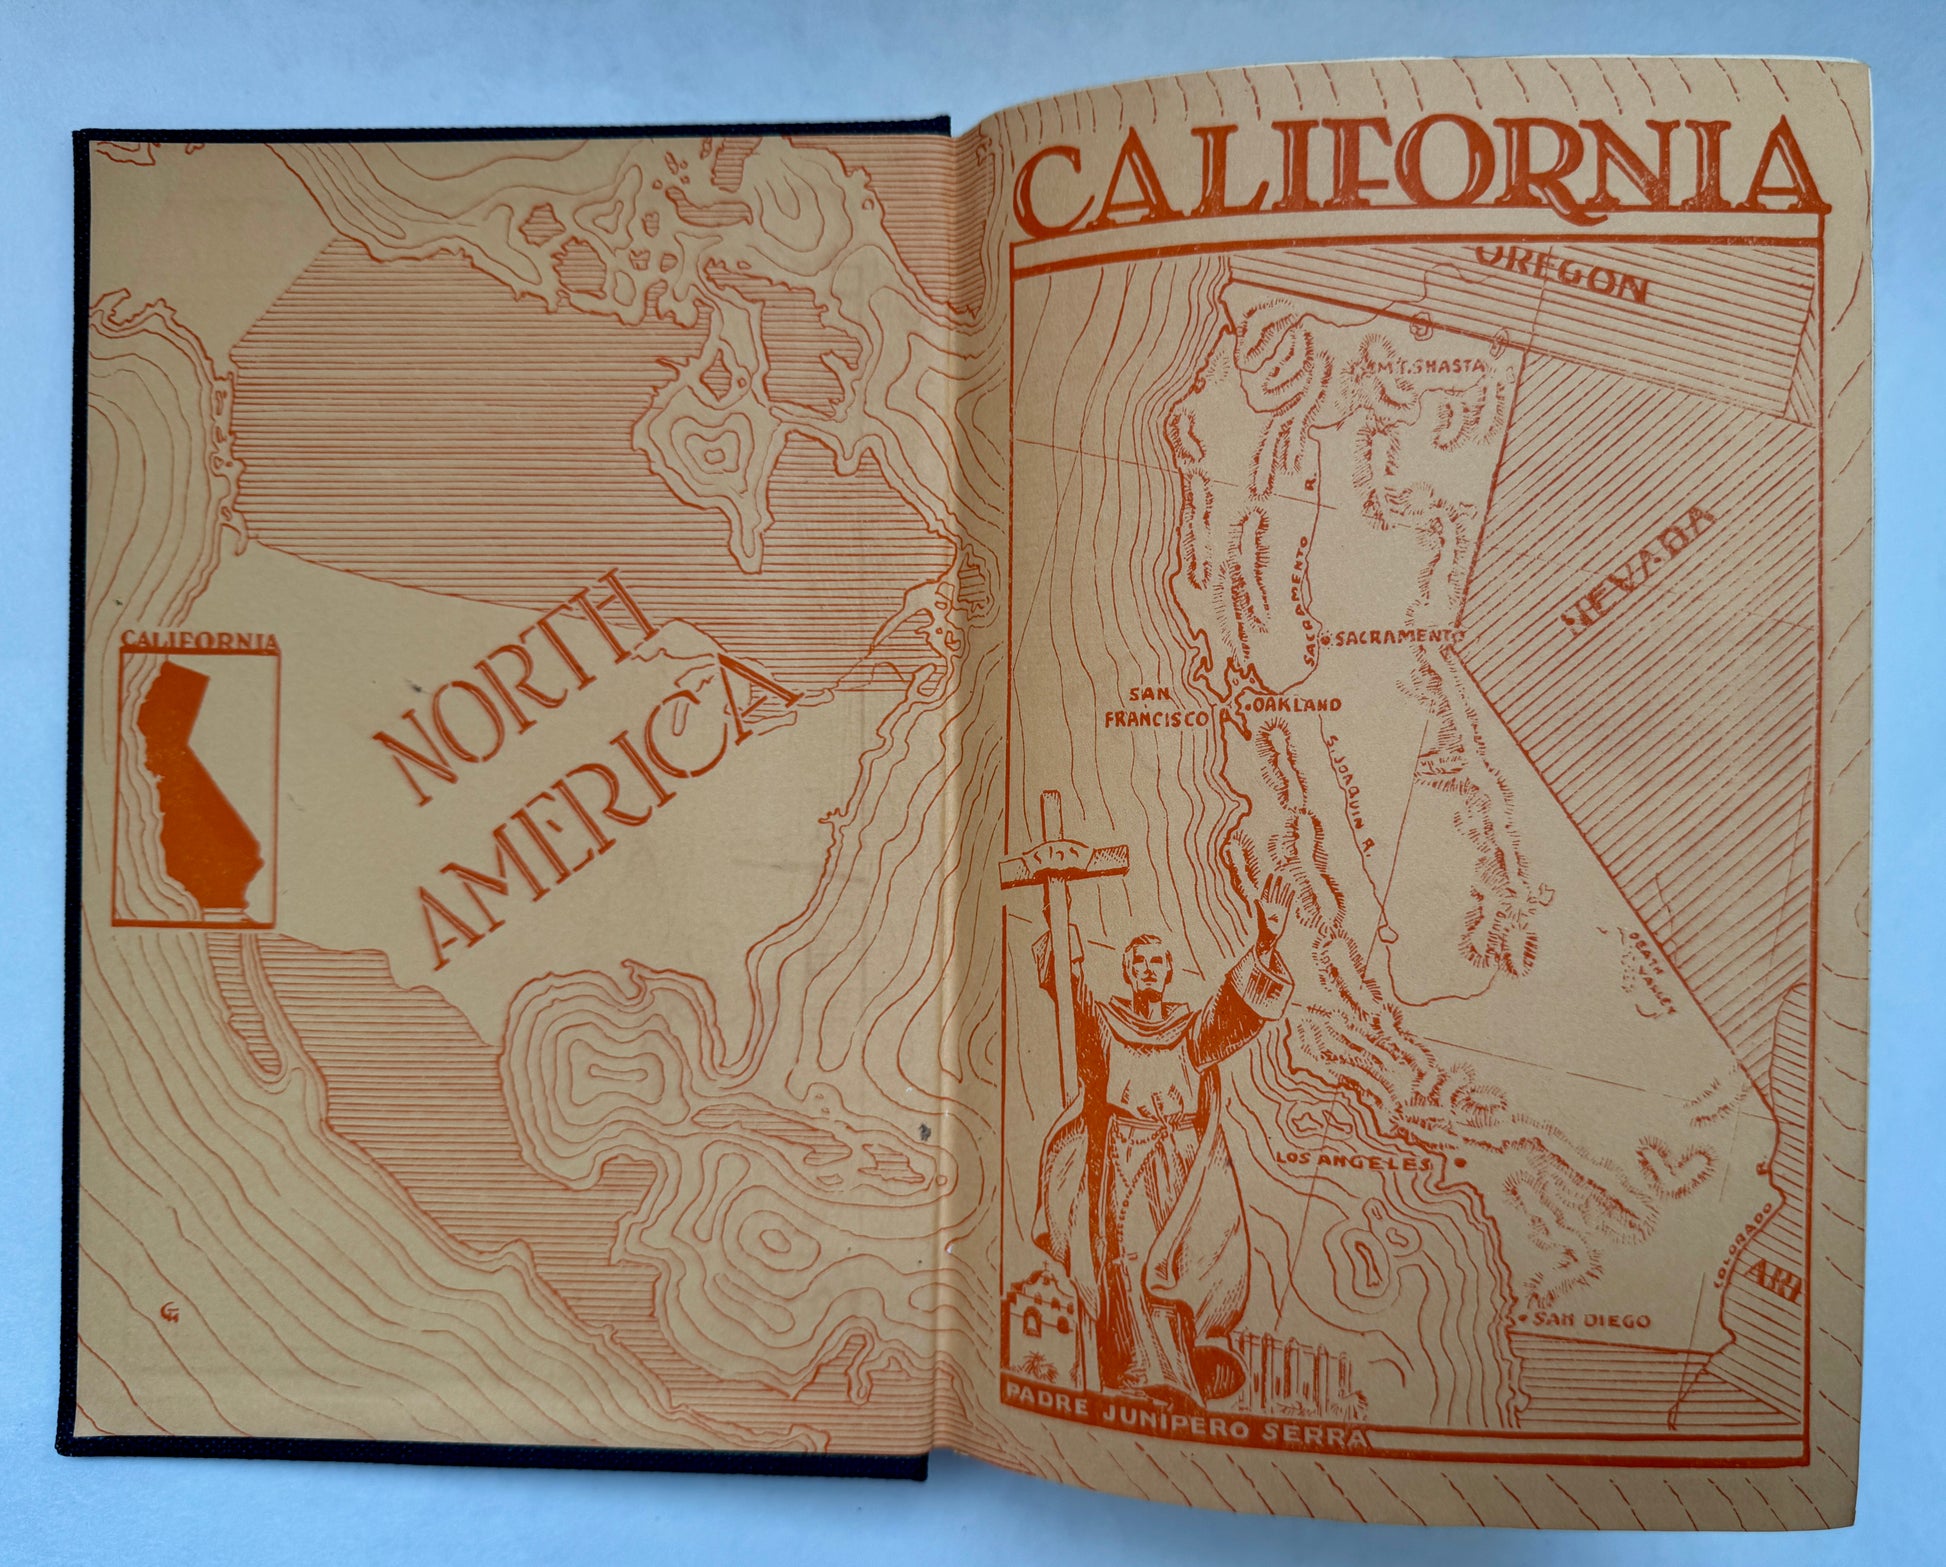 CALIFORNIA
NORTH
AMERICA
CALIFORNIA
OREGON
MT. SHASTA
NEVADA
SACRAMENTO R.
SACRAMENTO
SAN
FRANCISCO
OAKLAND
S. JOAQUIN R.
DEATH
VALLEY
LOS ANGELES
COLORADO R.
ARI
SAN DIEGO
PADRE JUNÍPERO SERRA